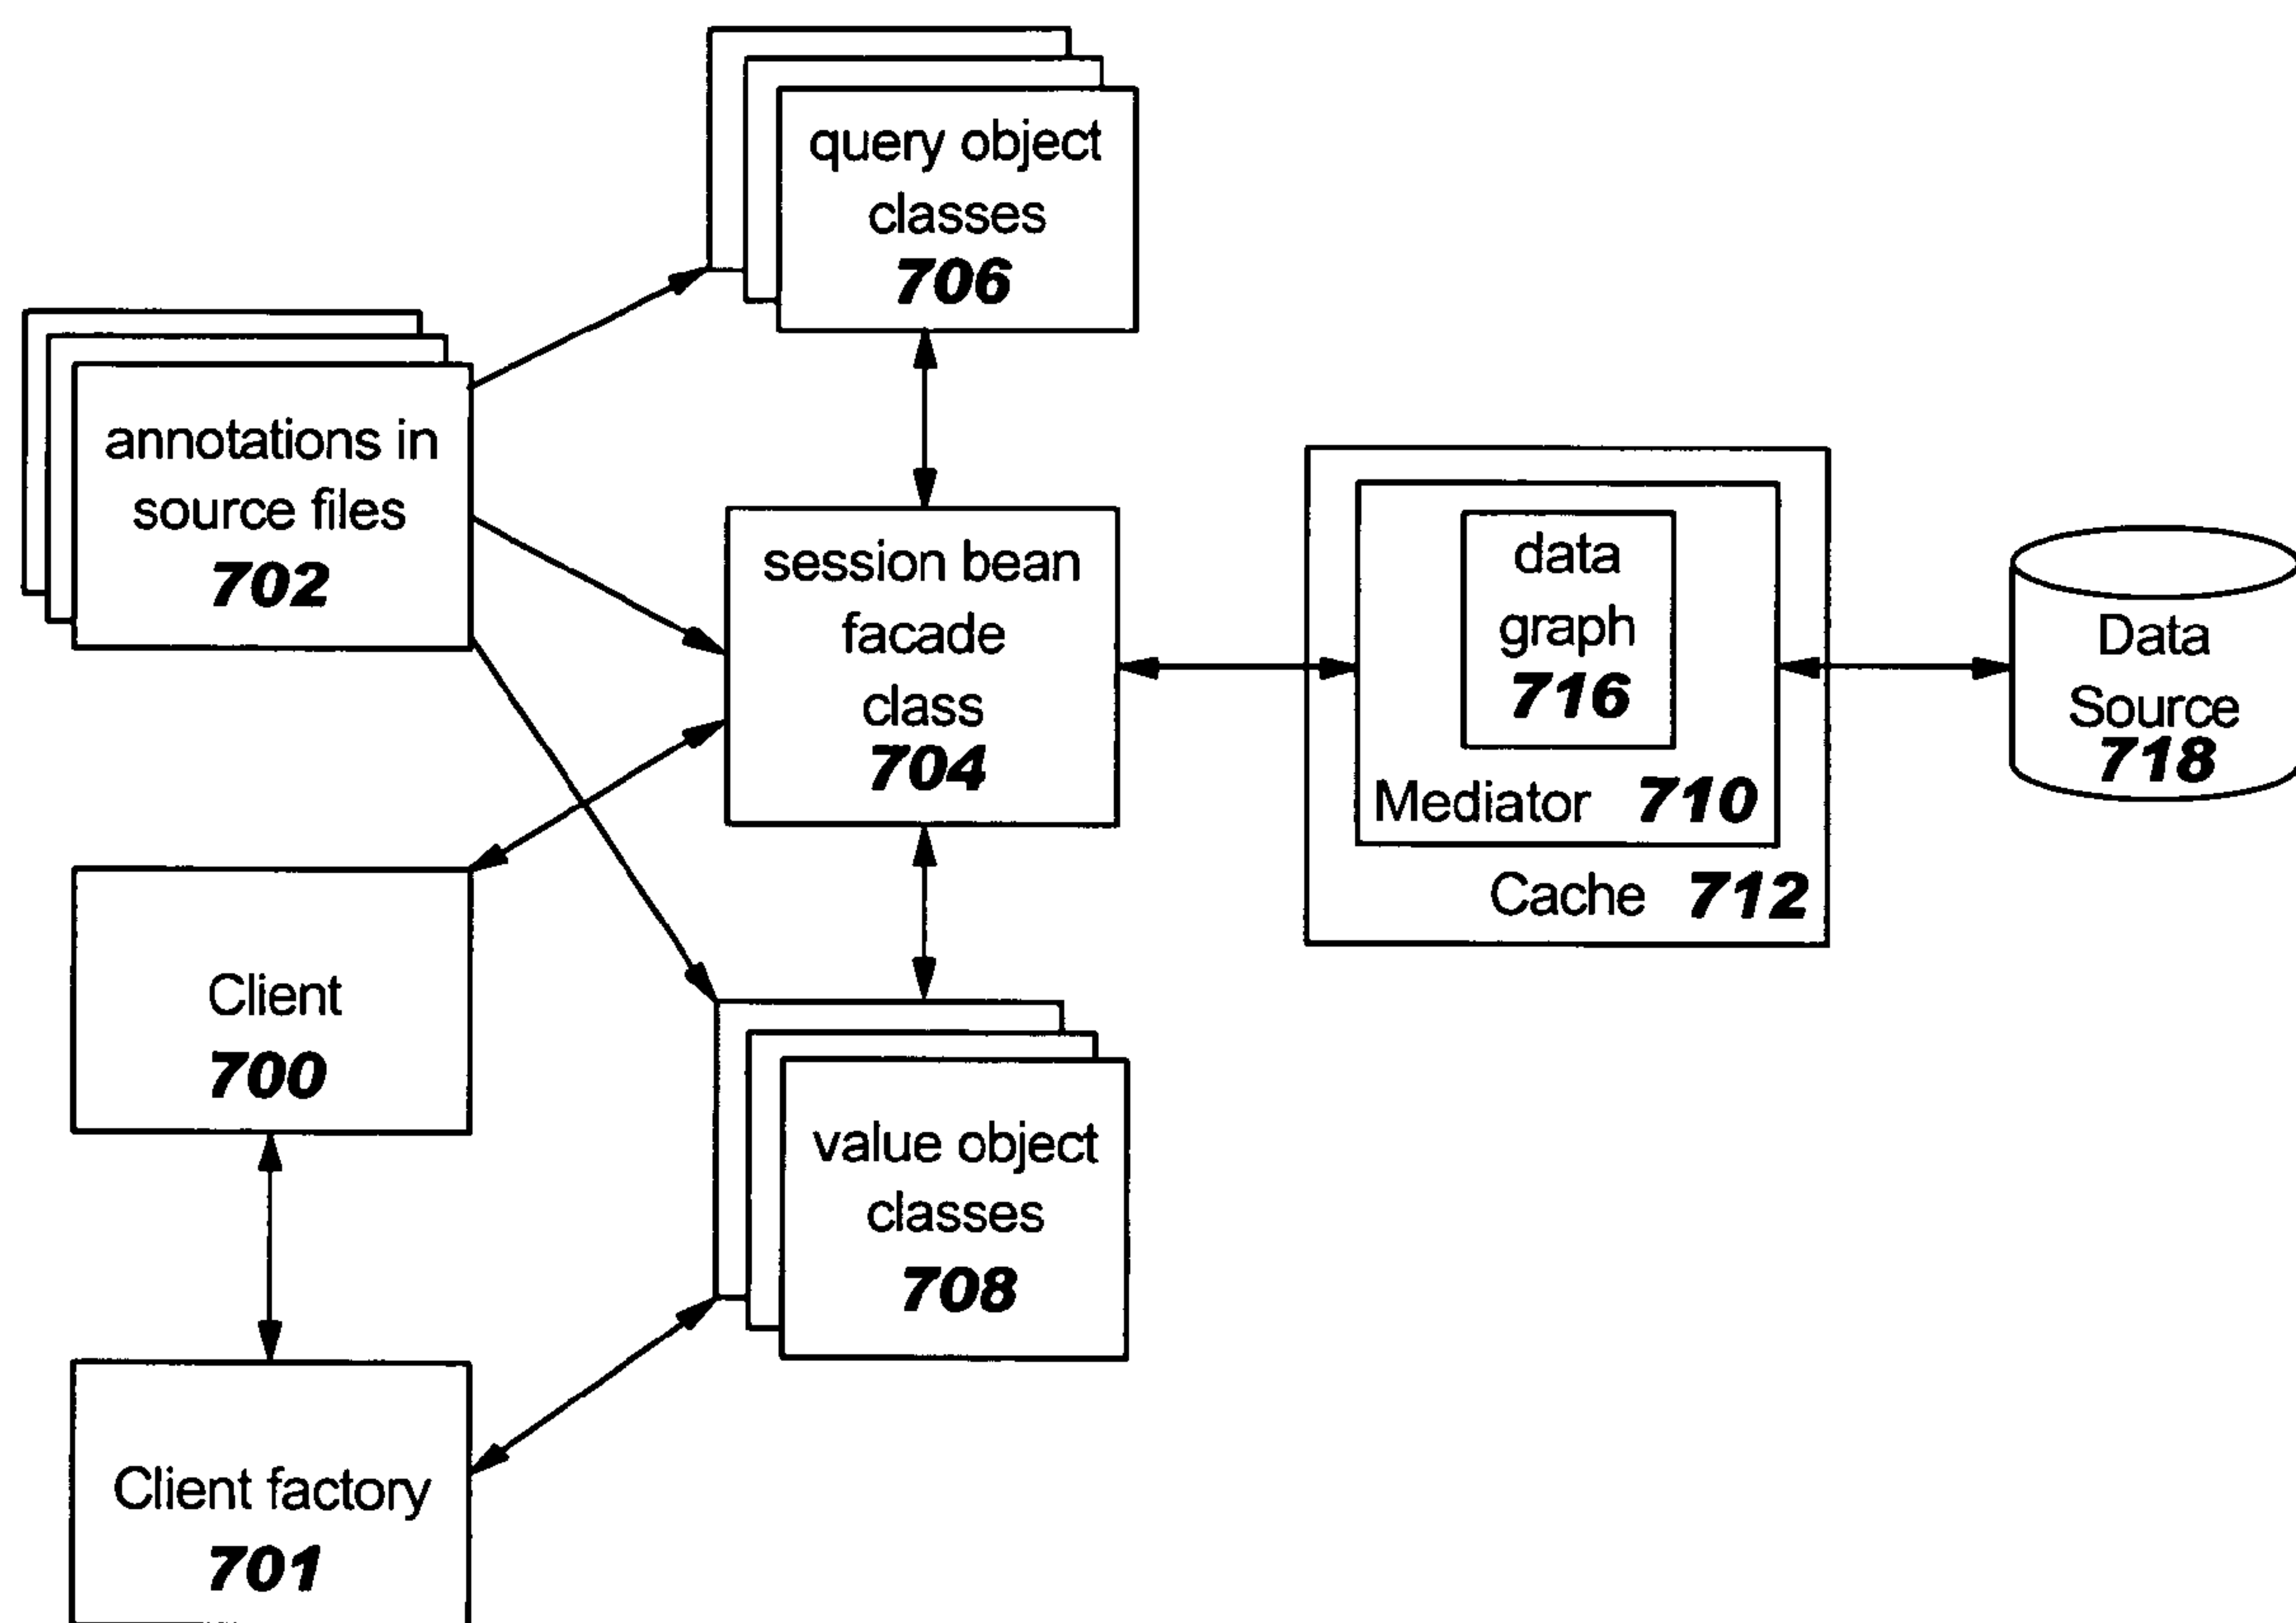 query object
classes
706
annotations in
source files
702
session bean
facade
class
704
data
graph
716
Mediator 710
Cache 712
Data
Source
718
Client
700
value object
classes
708
Client factory
701